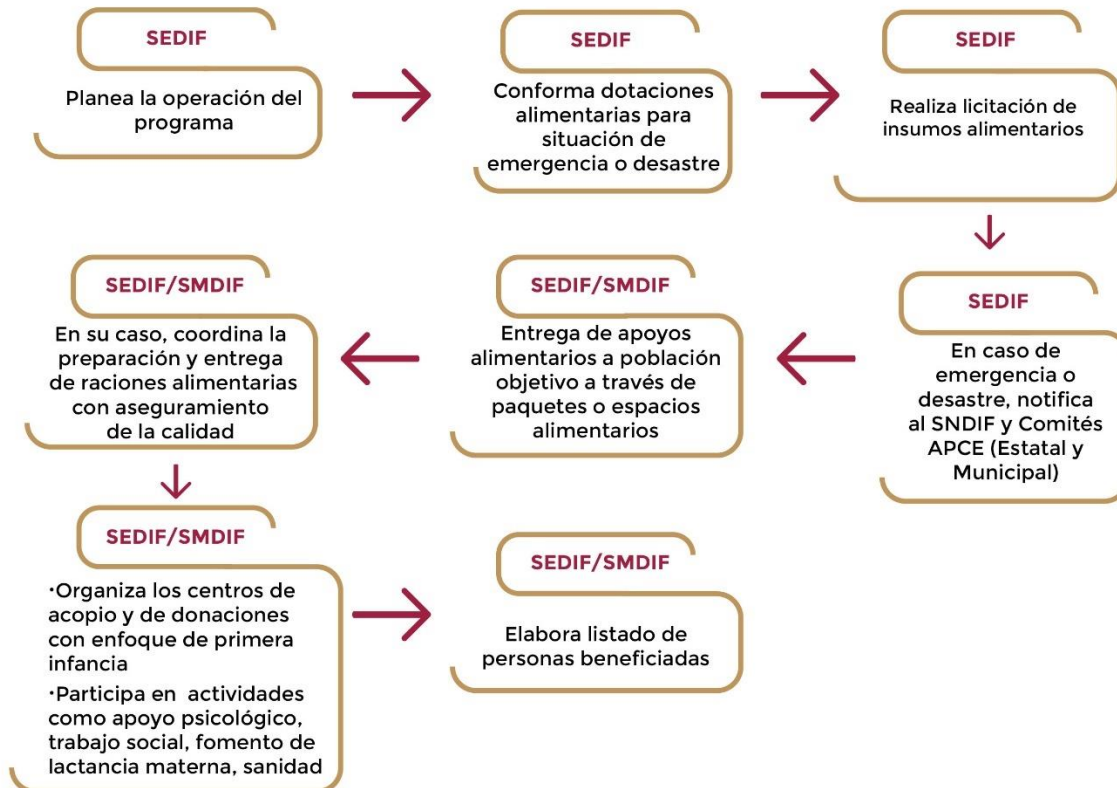 SEDIF
Planea la operación del
programa
SEDIF
Conforma dotaciones
alimentarias para
situación de
emergencia o desastre
SEDIF
Realiza licitación de
insumos alimentarios
SEDIF
En caso de
emergencia o
desastre, notifica
al SNDIF y Comités
APCE (Estatal y
Municipal)
SEDIF/SMDIF
Entrega de apoyos
alimentarios a población
objetivo a través de
paquetes o espacios
alimentarios
SEDIF/SMDIF
En su caso, coordina la
preparación y entrega
de raciones alimentarias
con aseguramiento
de la calidad
SEDIF/SMDIF
·Organiza los centros de
acopio y de donaciones
con enfoque de primera
infancia
·Participa en actividades
como apoyo psicológico,
trabajo social, fomento de
lactancia materna, sanidad
SEDIF/SMDIF
Elabora listado de
personas beneficiadas